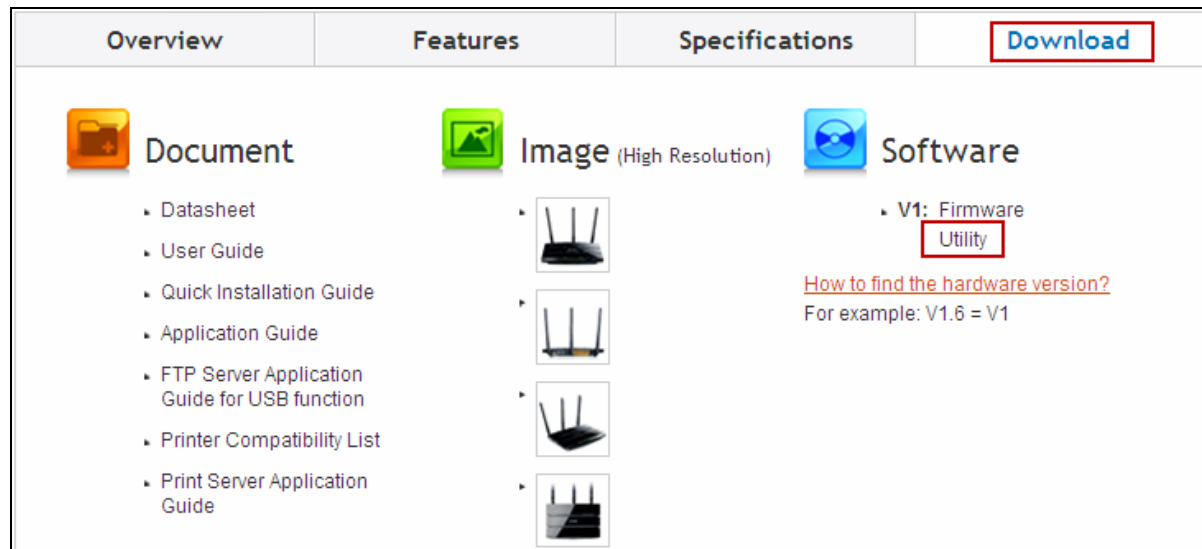 Overview Features Specifications Download
Document
Datasheet
User Guide
Quick Installation Guide
Application Guide
FTP Server Application
Guide for USB function
Printer Compatibility List
Print Server Application
Guide
Image (High Resolution)
Software
V1: Firmware
Utility
How to find the hardware version?
For example: V1.6 = V1